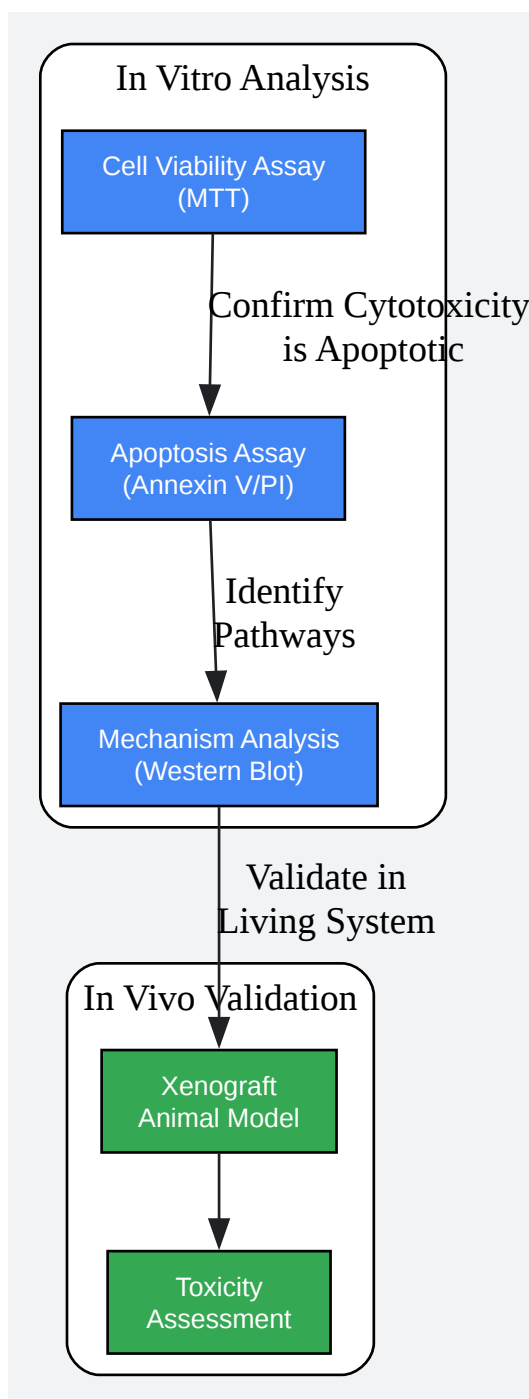 In Vitro Analysis
Cell Viability Assay
(MTT)
Confirm Cytotoxicity
is Apoptotic
Apoptosis Assay
(Annexin V/PI)
Identify
Pathways
Mechanism Analysis
(Western Blot)
Validate in
Living System
In Vivo Validation
Xenograft
Animal Model
Toxicity
Assessment